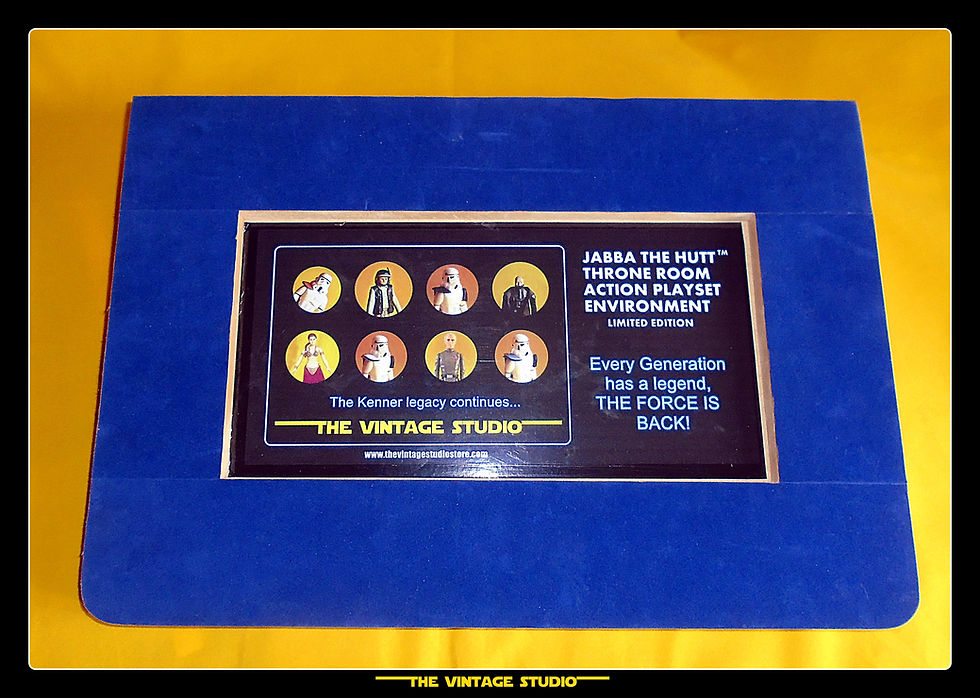 The Kenner legacy continues...
THE VINTAGE STUDIO
www.thevintagestudiostore.com
JABBA THE HUTT™
THRONE ROOM
ACTION PLAYSET
ENVIRONMENT
LIMITED EDITION
Every Generation
has a legend,
THE FORCE IS
BACK!
THE VINTAGE STUDIO